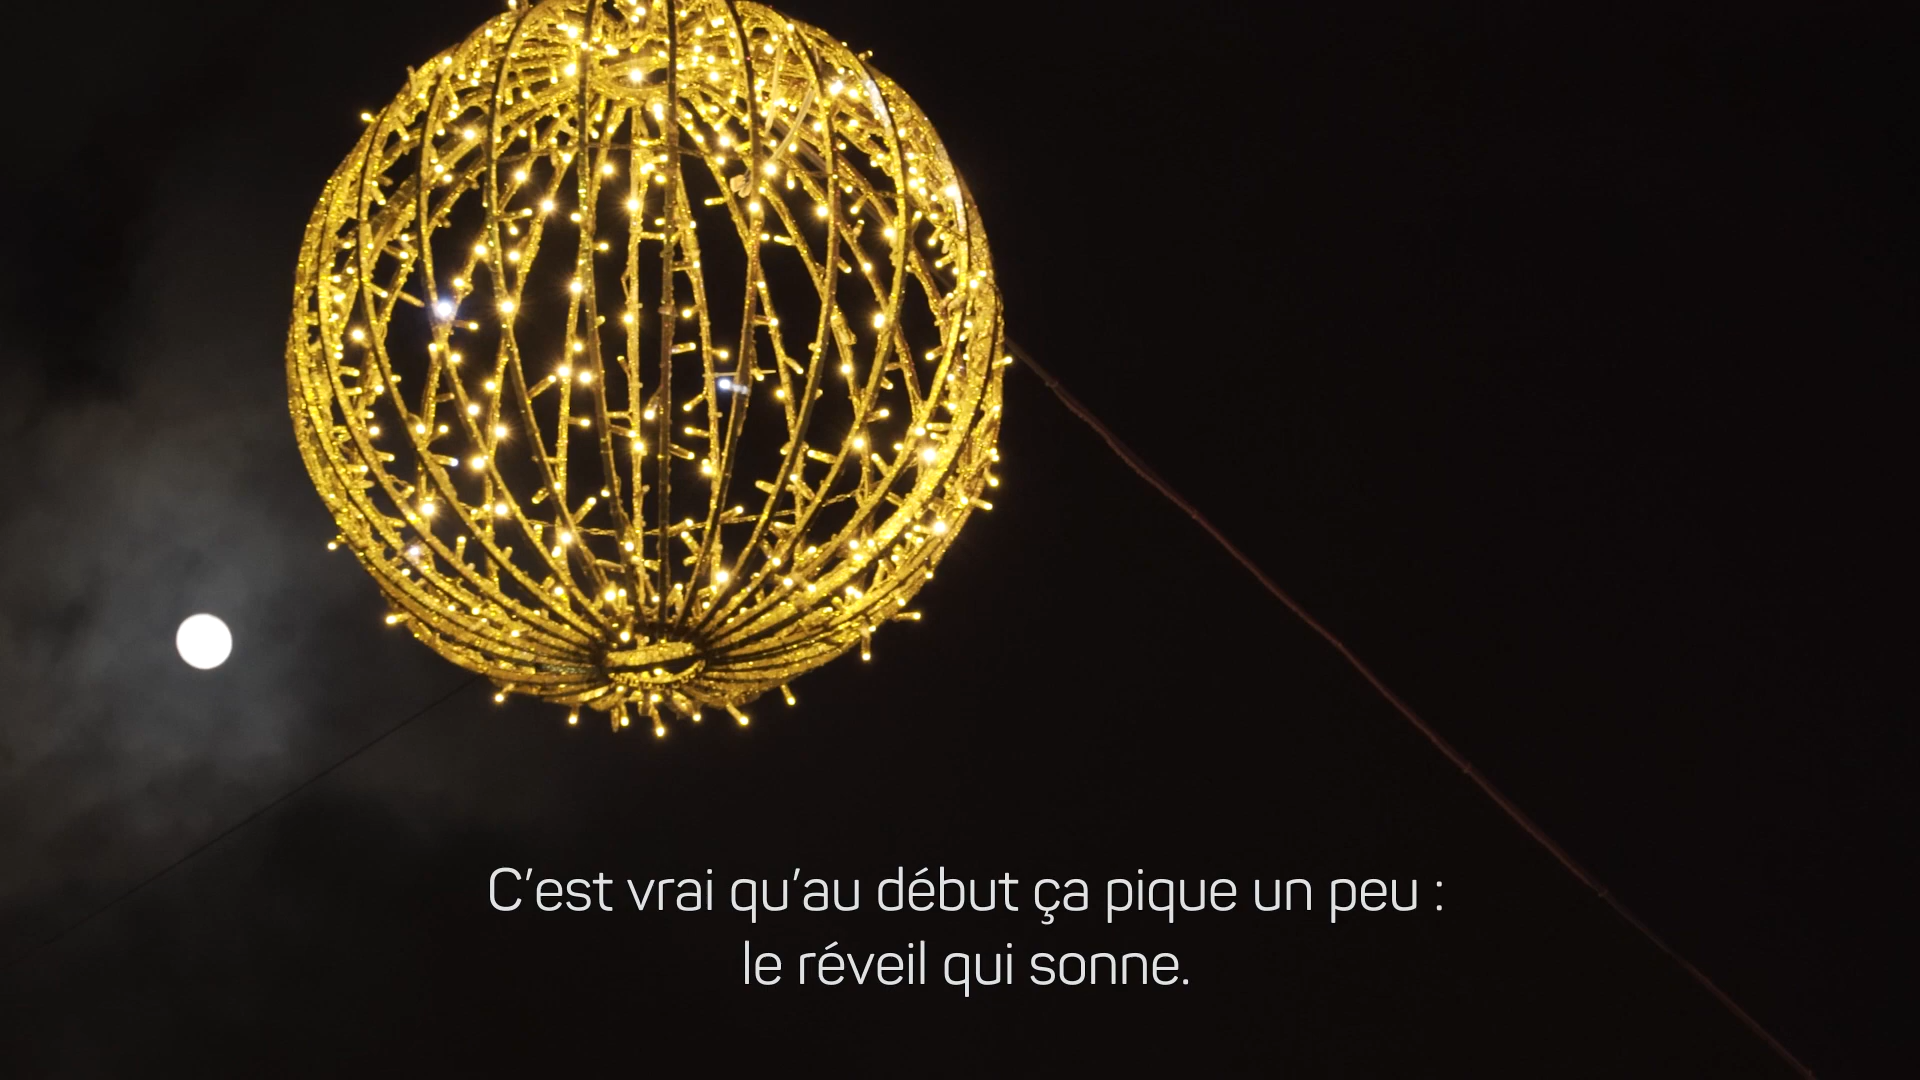 C’est vrai qu’au début ça pique un peu :
le réveil qui sonne.